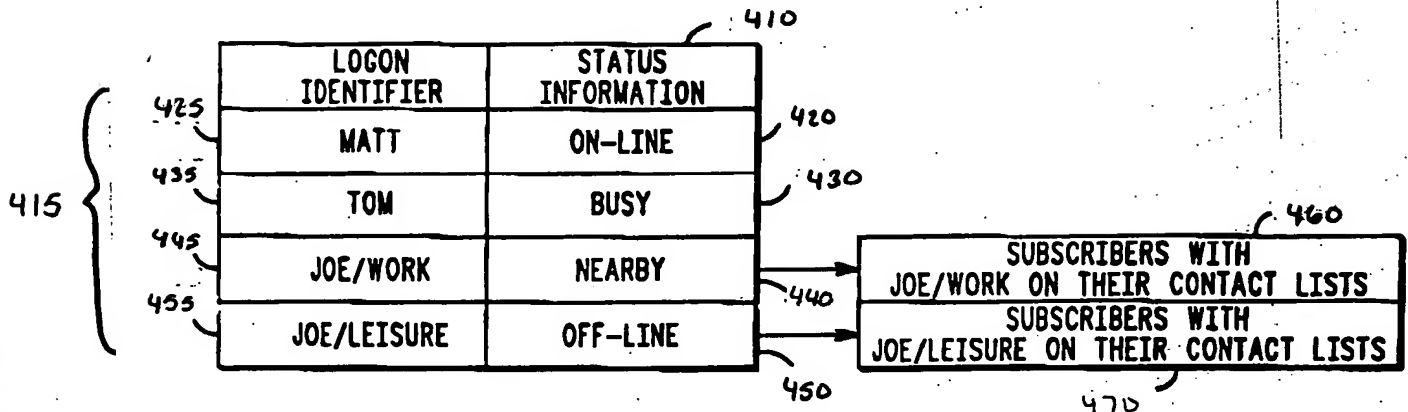 410
LOGON IDENTIFIER
STATUS INFORMATION
425
MATT
ON-LINE
420
435
TOM
BUSY
430
415
445
JOE/WORK
NEARBY
440
460
SUBSCRIBERS WITH
JOE/WORK ON THEIR CONTACT LISTS
455
JOE/LEISURE
OFF-LINE
450
SUBSCRIBERS WITH
JOE/LEISURE ON THEIR CONTACT LISTS
470